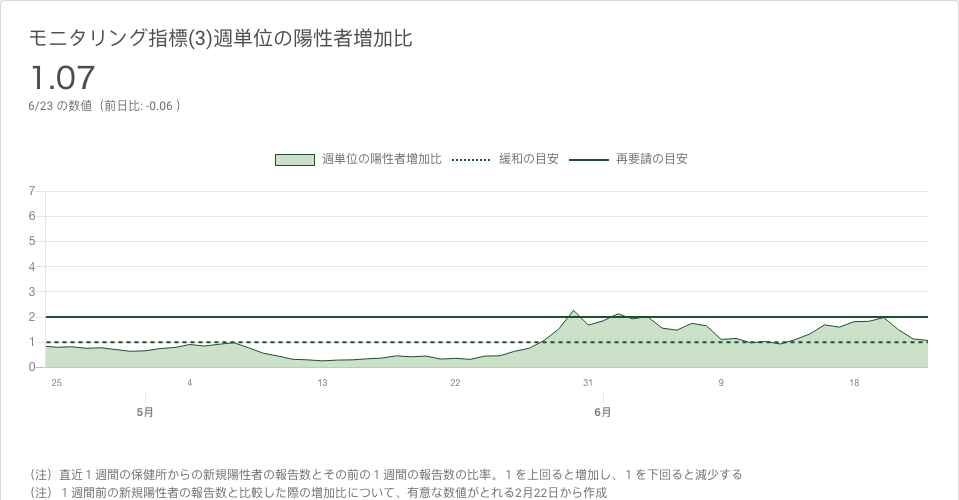 モニタリング指標(3)週単位の陽性者増加比
1.07
6/23 の数値（前日比: -0.06 ）
週単位の陽性者増加比 緩和の目安 再要請の目安
7
6
5
4
3
2
1
0
25 4 13 22 31 9 18
5月 6月
（注）直近１週間の保健所からの新規陽性者の報告数とその前の１週間の報告数の比率。１を上回ると増加し、１を下回ると減少する
（注）１週間前の新規陽性者の報告数と比較した際の増加比について、有意な数値がとれる2月22日から作成